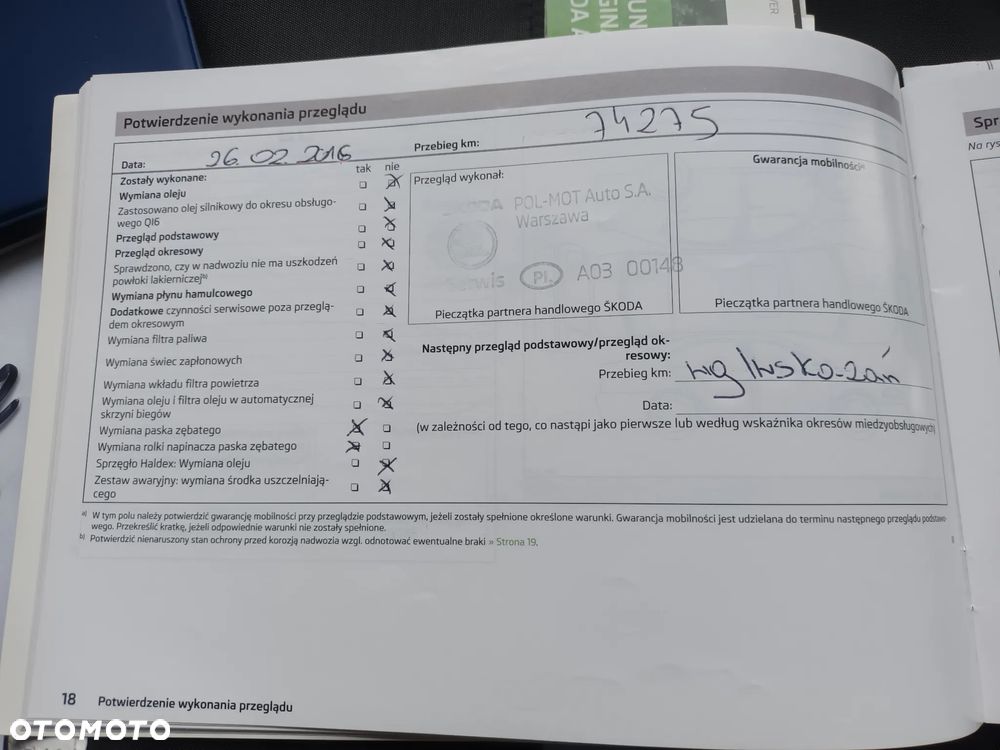 Potwierdzenie wykonania przeglądu
Data: 26.02.2016
Przebieg km: 74275
tak nie
Zostały wykonane:
Wymiana oleju
Zastosowano olej silnikowy do okresu obsługo-
wego QI6
Przegląd podstawowy
Przegląd okresowy
Sprawdzono, czy w nadwoziu nie ma uszkodzeń
powłoki lakierniczej b)
Wymiana płynu hamulcowego
Dodatkowe czynności serwisowe poza przeglą-
dem okresowym
Wymiana filtra paliwa
Wymiana świec zapłonowych
Wymiana wkładu filtra powietrza
Wymiana oleju i filtra oleju w automatycznej
skrzyni biegów
Wymiana paska zębatego
Wymiana rolki napinacza paska zębatego
Sprzęgło Haldex: Wymiana oleju
Zestaw awaryjny: wymiana środka uszczelniają-
cego
Przegląd wykonał:
ŠKODA POL-MOT Auto S.A.
Warszawa
Serwis PL A03 00148
Pieczątka partnera handlowego ŠKODA
Gwarancja mobilności a)
Pieczątka partnera handlowego ŠKODA
Następny przegląd podstawowy/przegląd ok-
resowy:
Przebieg km: wg wsko-zań
Data:
(w zależności od tego, co nastąpi jako pierwsze lub według wskaźnika okresów miedzyobsługowych)
a) W tym polu należy potwierdzić gwarancję mobilności przy przeglądzie podstawowym, jeżeli zostały spełnione określone warunki. Gwarancja mobilności jest udzielana do terminu następnego przeglądu podstawo-
wego. Przekreślić kratkę, jeżeli odpowiednie warunki nie zostały spełnione.
b) Potwierdzić nienaruszony stan ochrony przed korozją nadwozia wzgl. odnotować ewentualne braki » Strona 19.
18 Potwierdzenie wykonania przeglądu
Spr
Na rys
OTOMOTO